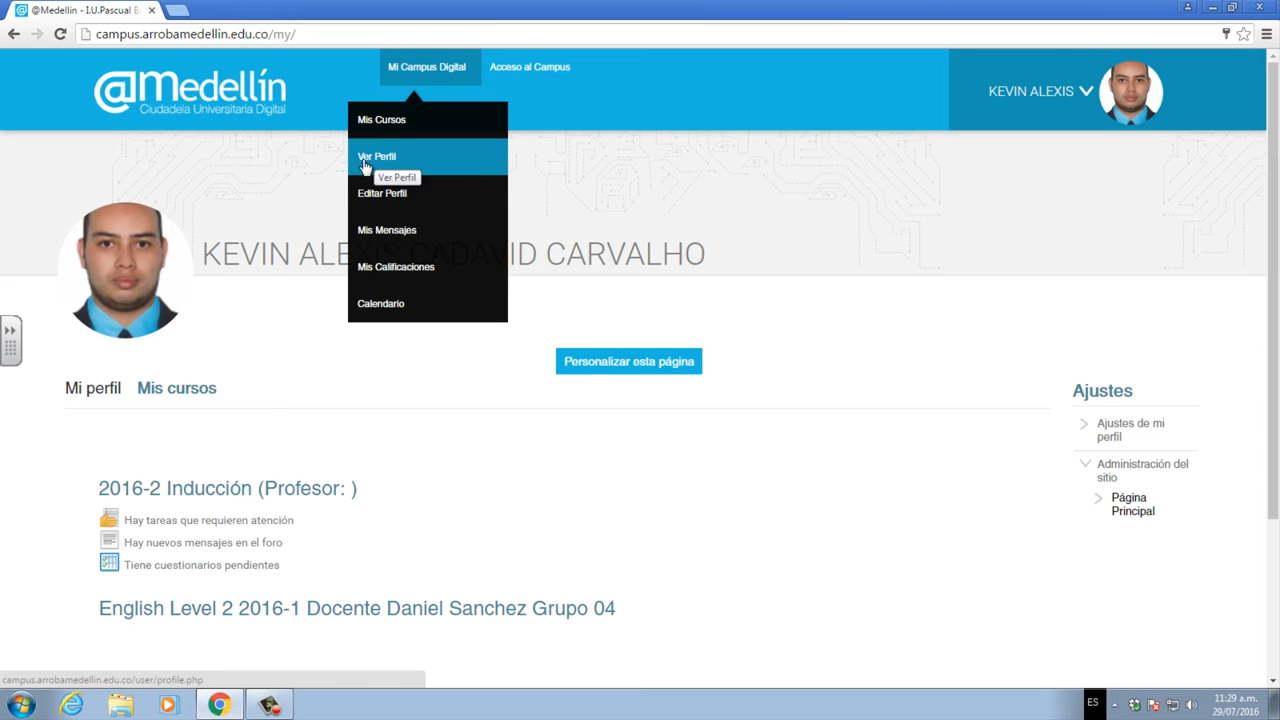 @Medellín - I.U.Pascual B
campus.arrobamedellin.edu.co/my/
@Medellín
Ciudadela Universitaria Digital
Mi Campus Digital
Acceso al Campus
KEVIN ALEXIS
Mis Cursos
Ver Perfil
Ver Perfil
Editar Perfil
Mis Mensajes
Mis Calificaciones
Calendario
KEVIN ALEXIS CADAVID CARVALHO
Personalizar esta página
Mi perfil
Mis cursos
Ajustes
Ajustes de mi
perfil
Administración del
sitio
Página
Principal
2016-2 Inducción (Profesor: )
Hay tareas que requieren atención
Hay nuevos mensajes en el foro
Tiene cuestionarios pendientes
English Level 2 2016-1 Docente Daniel Sanchez Grupo 04
campus.arrobamedellin.edu.co/user/profile.php
ES
11:29 a.m.
29/07/2016